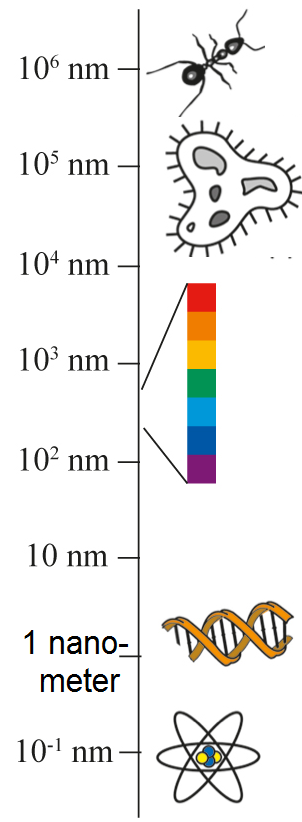 10⁶ nm
10⁵ nm
10⁴ nm
10³ nm
10² nm
10 nm
1 nano-
meter
10⁻¹ nm